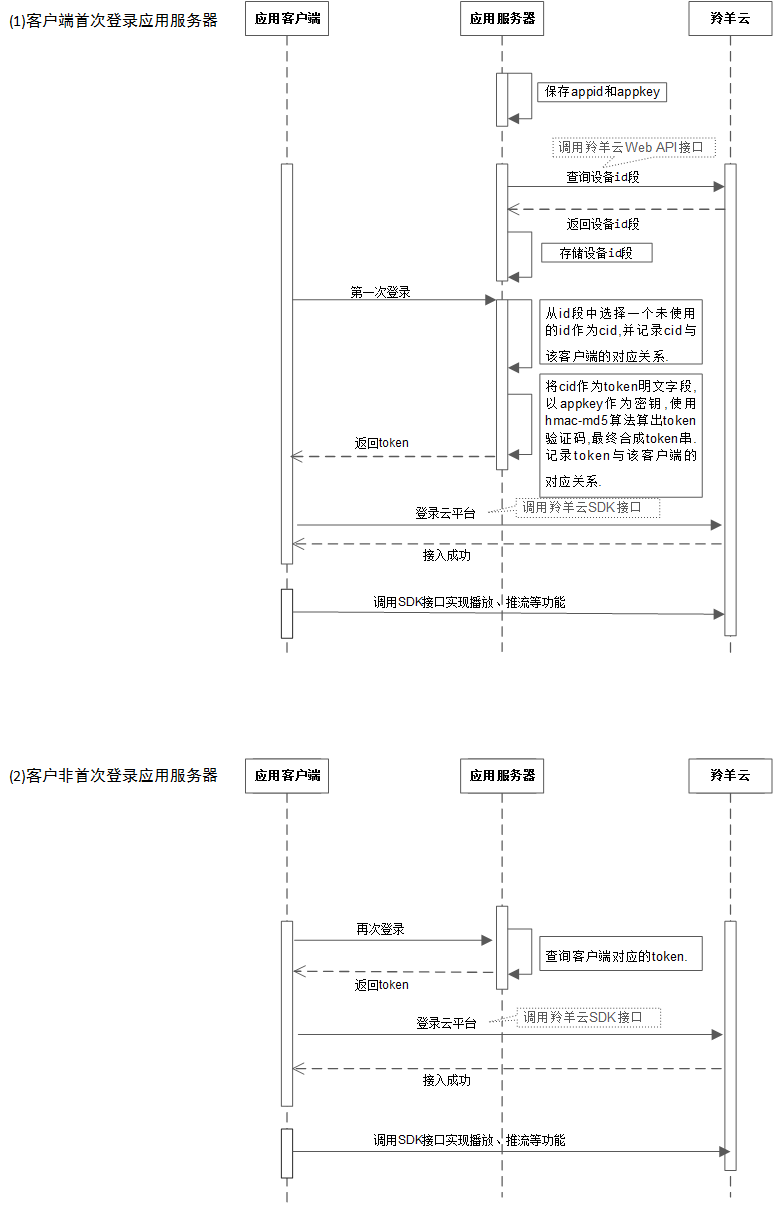 (1)客户端首次登录应用服务器
应用客户端
应用服务器
羚羊云
保存appid和appkey
调用羚羊云Web API接口
查询设备id段
返回设备id段
存储设备id段
第一次登录
从id段中选择一个未使用
的id作为cid,并记录cid与
该客户端的对应关系.
将cid作为token明文字段,
以appkey作为密钥,使用
hmac-md5算法算出token
验证码,最终合成token串.
记录token与该客户端的
对应关系.
返回token
调用羚羊云SDK接口
登录云平台
接入成功
调用SDK接口实现播放、推流等功能
(2)客户非首次登录应用服务器
应用客户端
应用服务器
羚羊云
再次登录
查询客户端对应的token.
返回token
调用羚羊云SDK接口
登录云平台
接入成功
调用SDK接口实现播放、推流等功能